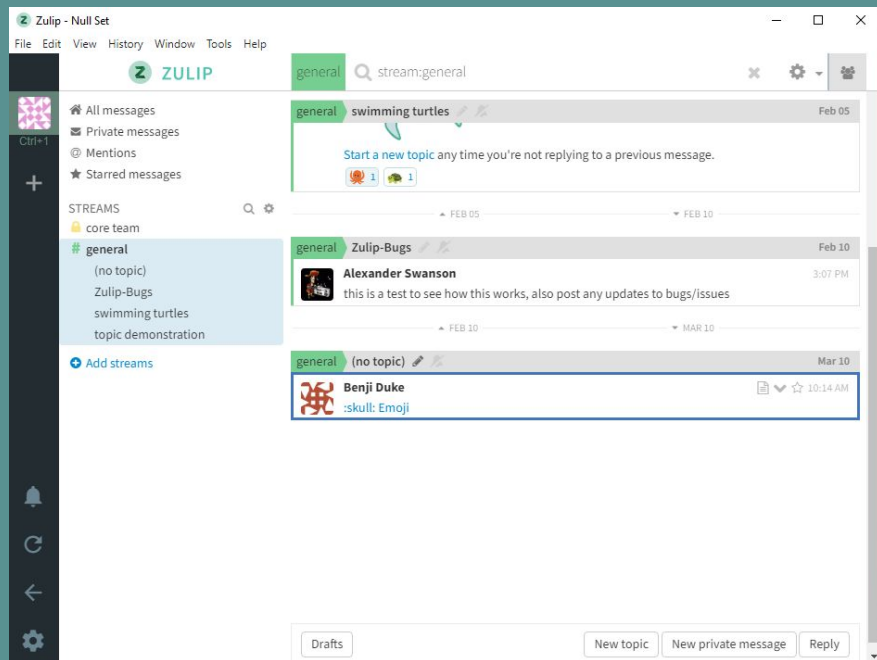 Zulip - Null Set
File Edit View History Window Tools Help
ZULIP
general stream:general
Ctrl+1
All messages
Private messages
@ Mentions
Starred messages
STREAMS
core team
# general
(no topic)
Zulip-Bugs
swimming turtles
topic demonstration
Add streams
general swimming turtles Feb 05
Start a new topic any time you're not replying to a previous message.
1 1
FEB 05 FEB 10
general Zulip-Bugs Feb 10
Alexander Swanson 3:07 PM
this is a test to see how this works, also post any updates to bugs/issues
FEB 10 MAR 10
general (no topic) Mar 10
Benji Duke 10:14 AM
:skull: Emoji
Drafts New topic New private message Reply